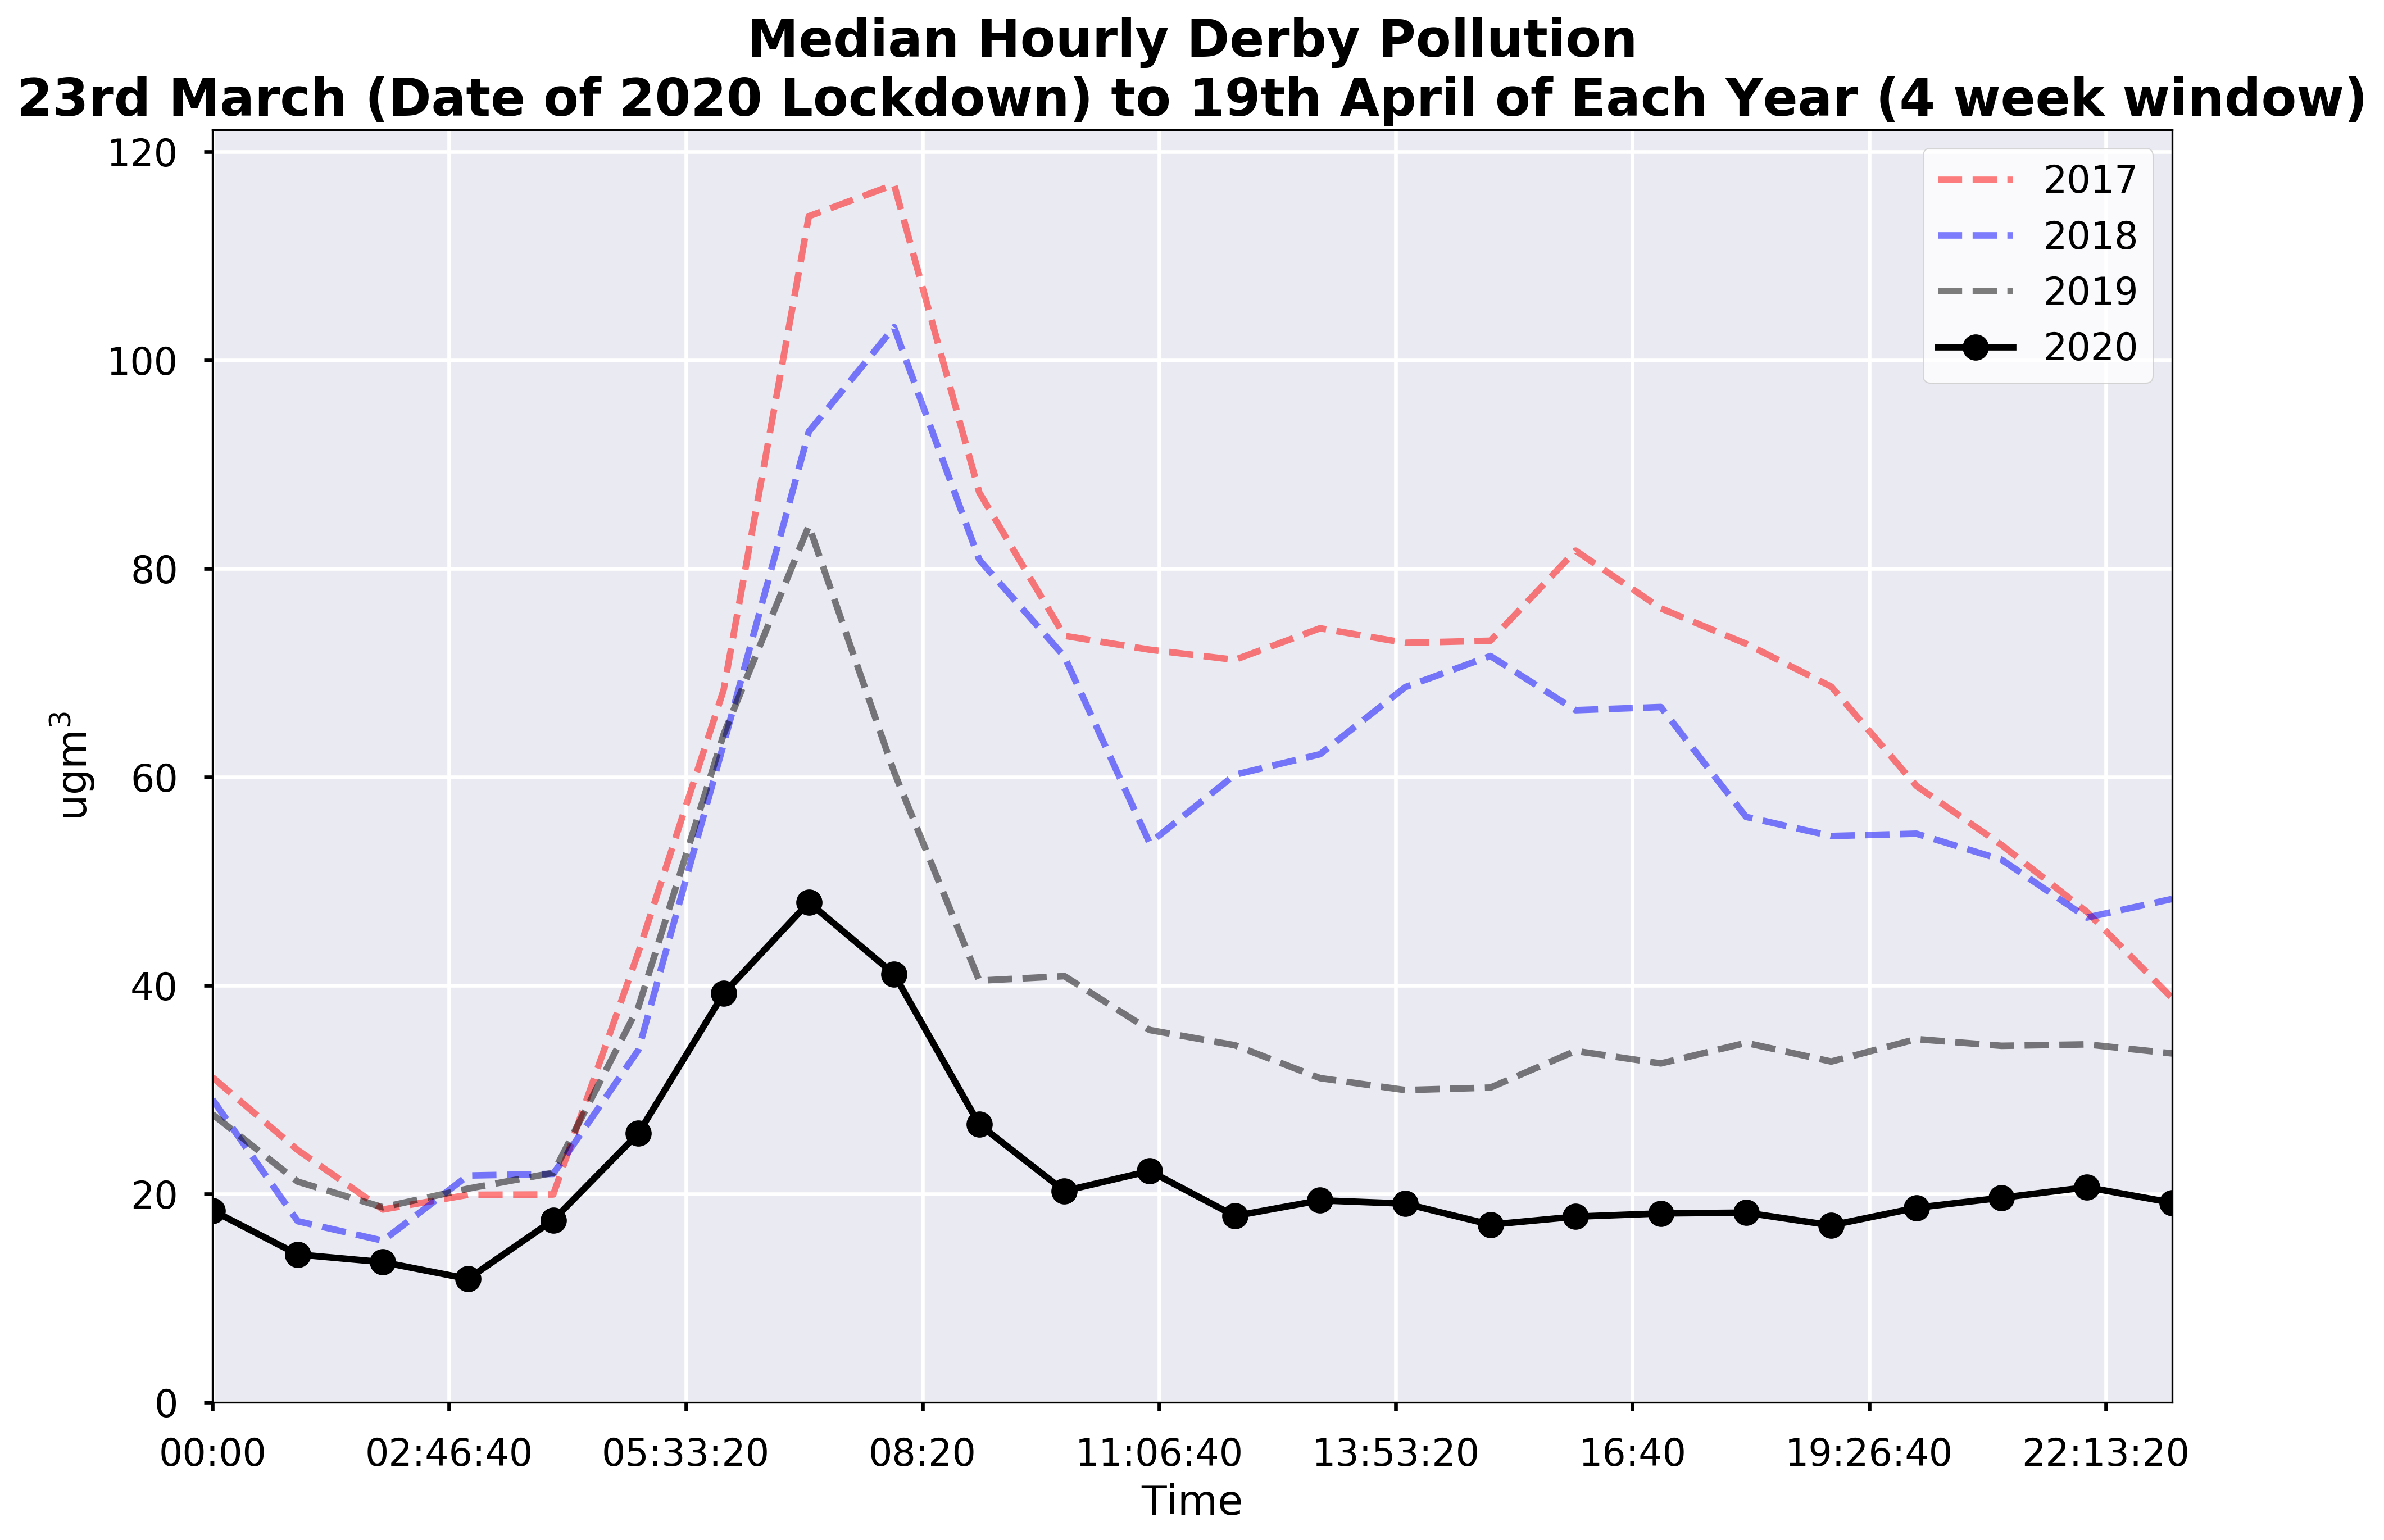 Median Hourly Derby Pollution
23rd March (Date of 2020 Lockdown) to 19th April of Each Year (4 week window)
120
100
80
60
40
20
0
ugm³
2017
2018
2019
2020
00:00 02:46:40 05:33:20 08:20 11:06:40 13:53:20 16:40 19:26:40 22:13:20
Time